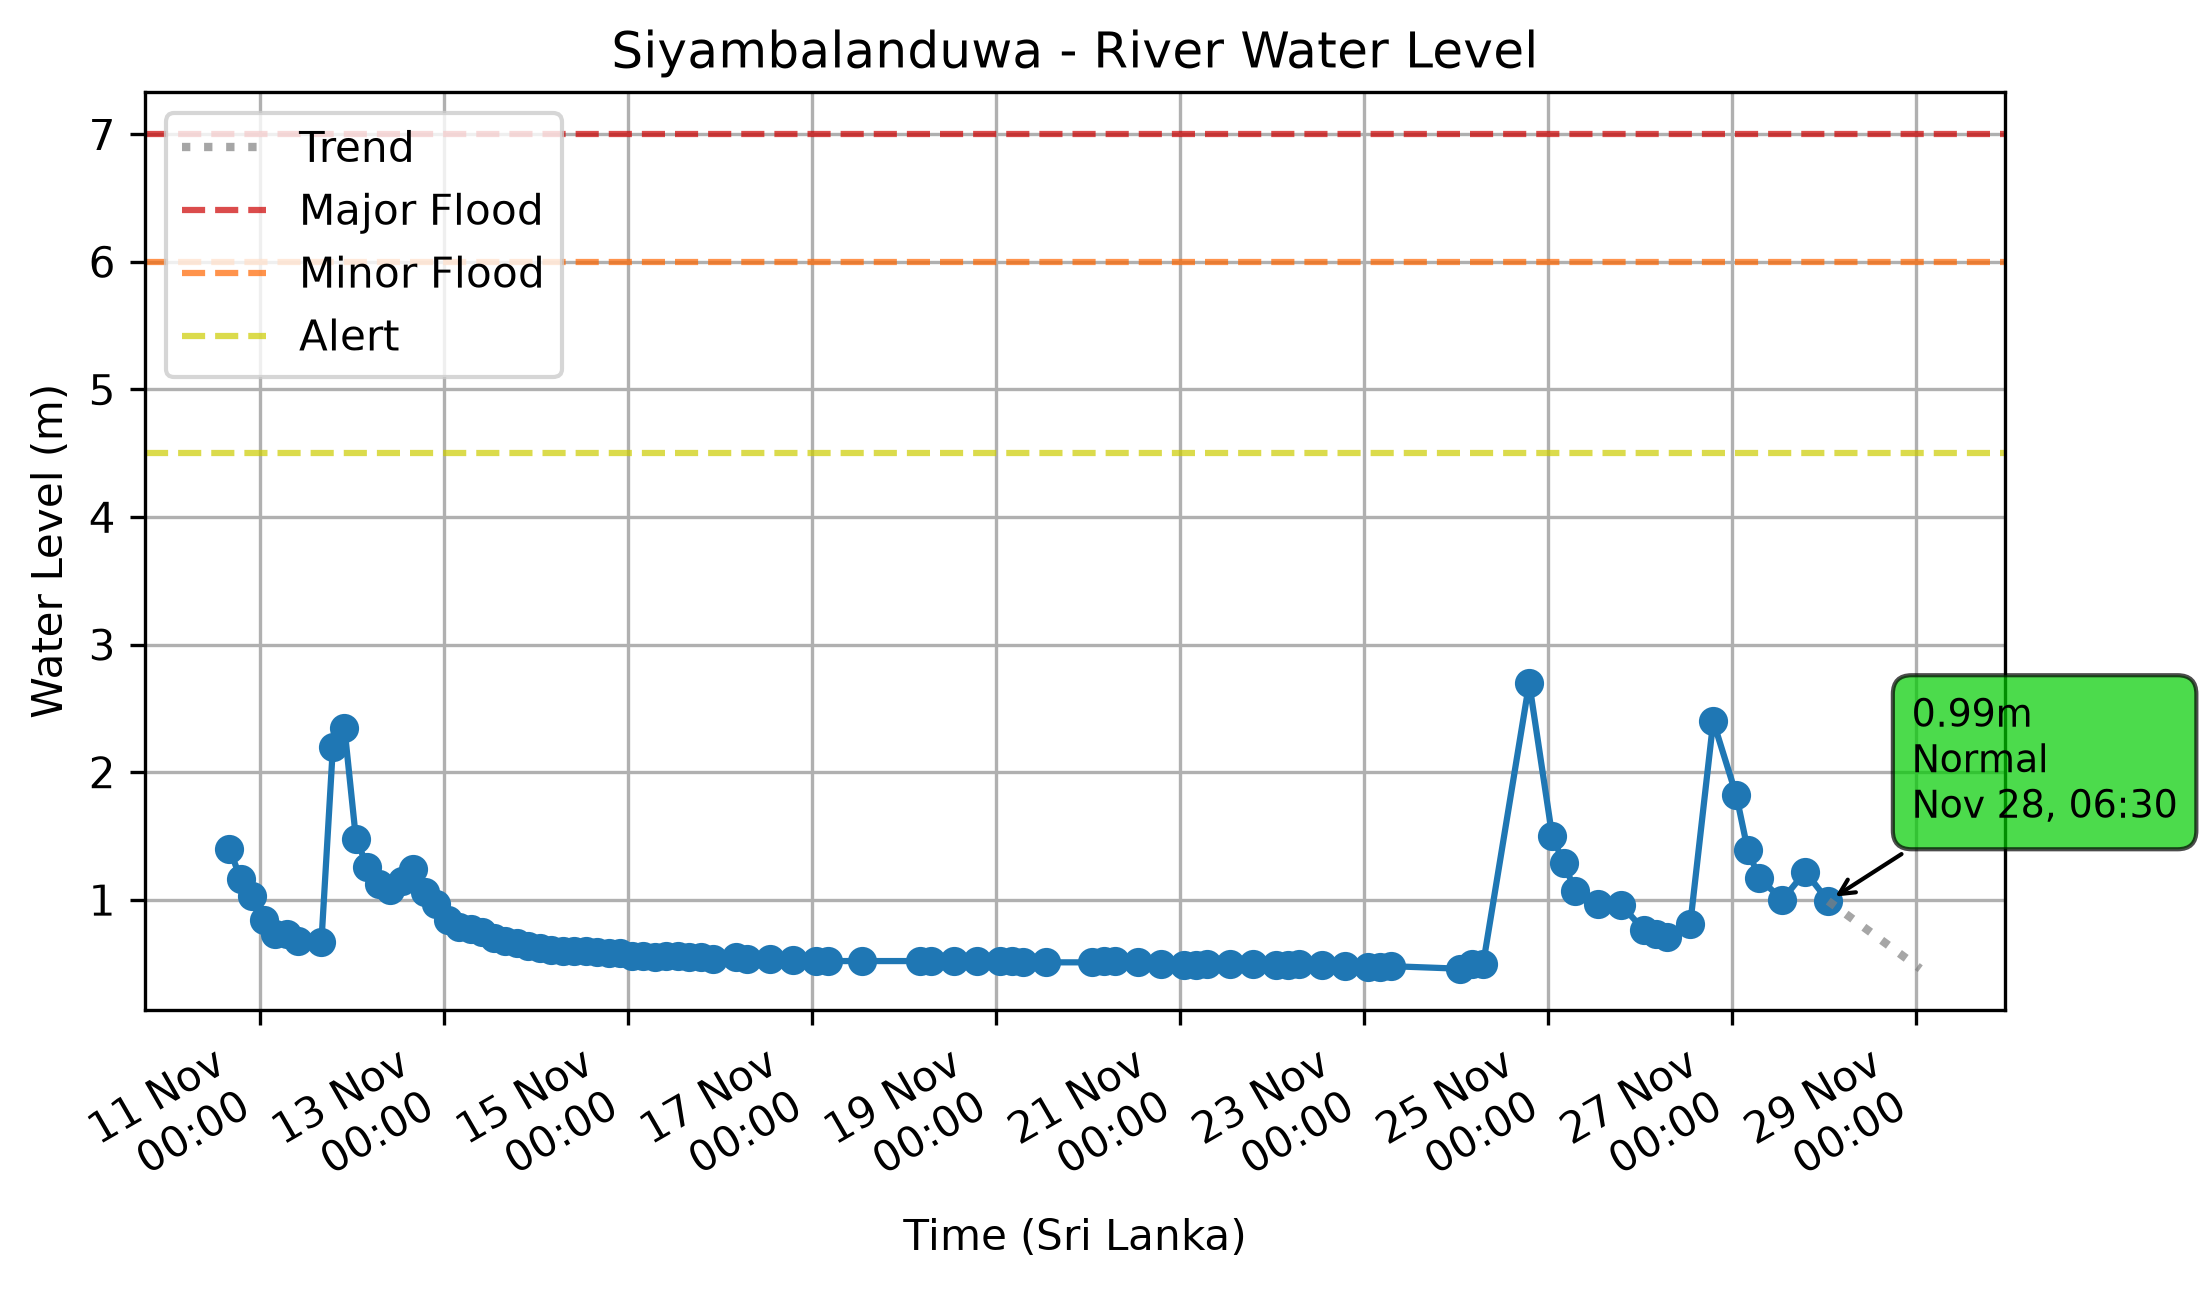 Siyambalanduwa - River Water Level
Trend
Major Flood
Minor Flood
Alert
Water Level (m)
7
6
5
4
3
2
1
0.99m
Normal
Nov 28, 06:30
11 Nov
00:00
13 Nov
00:00
15 Nov
00:00
17 Nov
00:00
19 Nov
00:00
21 Nov
00:00
23 Nov
00:00
25 Nov
00:00
27 Nov
00:00
29 Nov
00:00
Time (Sri Lanka)